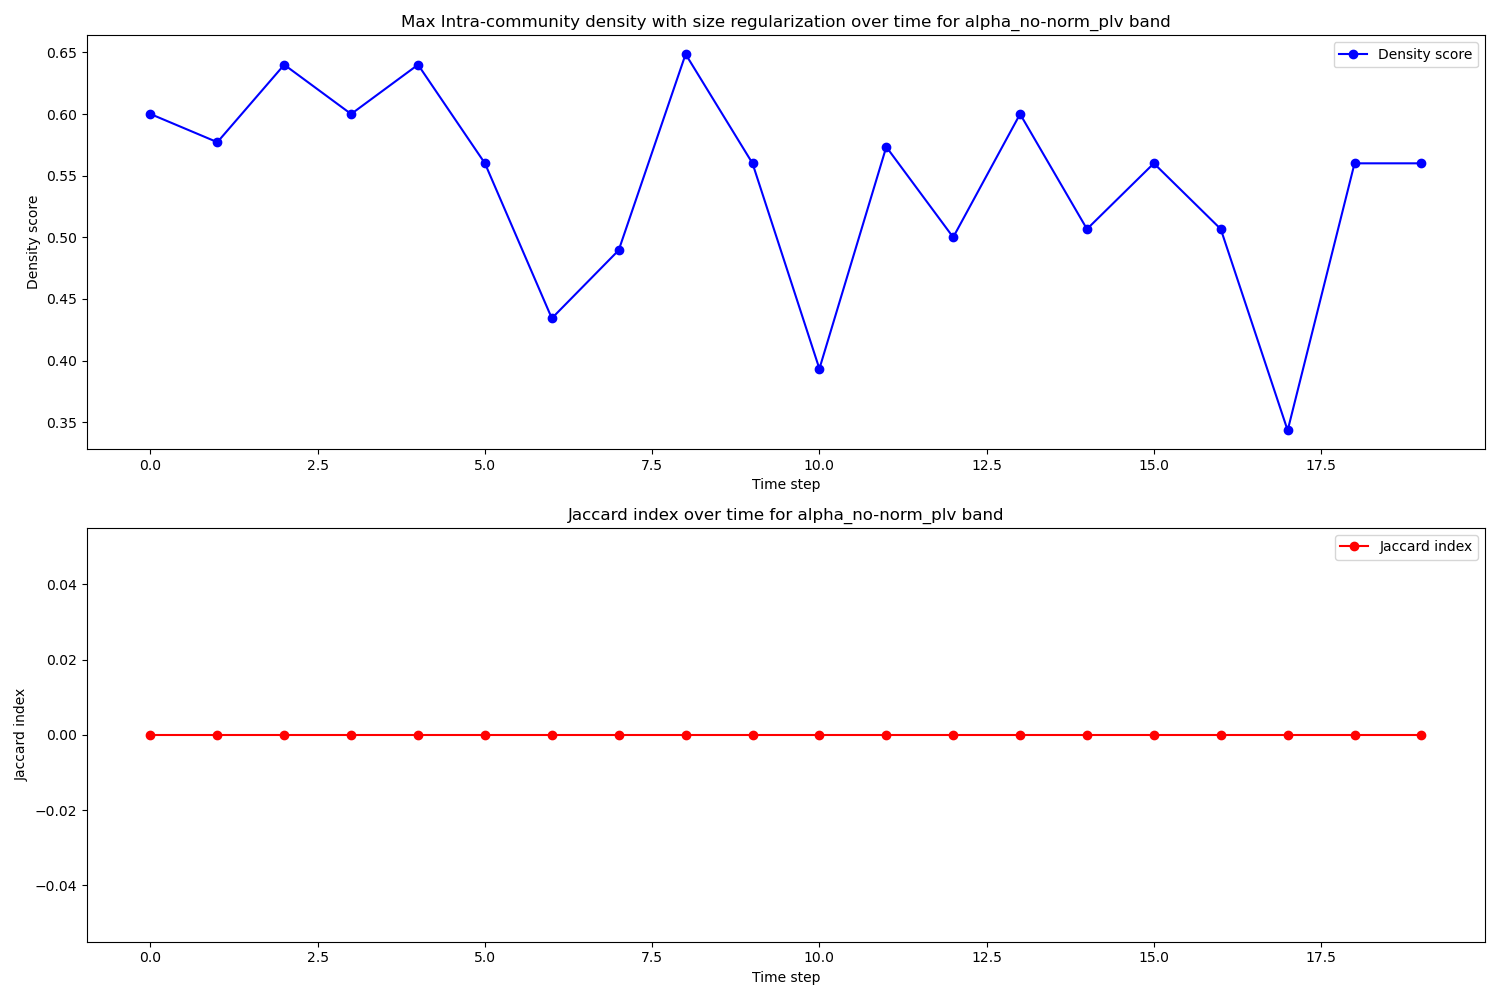 Max Intra-community density with size regularization over time for alpha_no-norm_plv band
Density score
0.65
0.60
0.55
0.50
0.45
0.40
0.35
Density score
0.0 2.5 5.0 7.5 10.0 12.5 15.0 17.5
Time step
Jaccard index over time for alpha_no-norm_plv band
Jaccard index
0.04
0.02
0.00
−0.02
−0.04
Jaccard index
0.0 2.5 5.0 7.5 10.0 12.5 15.0 17.5
Time step